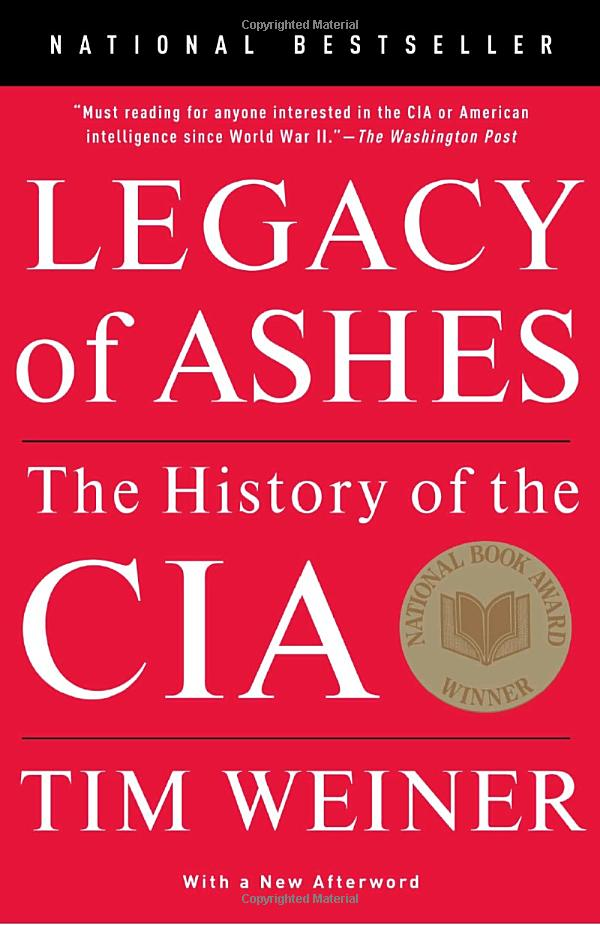 Copyrighted Material
NATIONAL BESTSELLER
“Must reading for anyone interested in the CIA or American
intelligence since World War II.”—The Washington Post
LEGACY
of ASHES
The History of the
CIA
NATIONAL BOOK AWARD
WINNER
TIM WEINER
With a New Afterword
Copyrighted Material